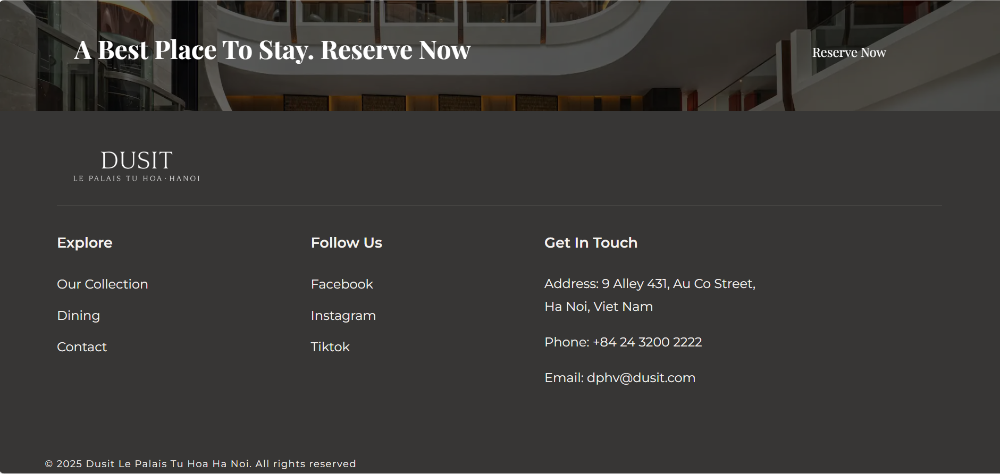 A Best Place To Stay. Reserve Now
Reserve Now
DUSIT
LE PALAIS TU HOA·HANOI
Explore
Our Collection
Dining
Contact
Follow Us
Facebook
Instagram
Tiktok
Get In Touch
Address: 9 Alley 431, Au Co Street,
Ha Noi, Viet Nam
Phone: +84 24 3200 2222
Email: dphv@dusit.com
© 2025 Dusit Le Palais Tu Hoa Ha Noi. All rights reserved